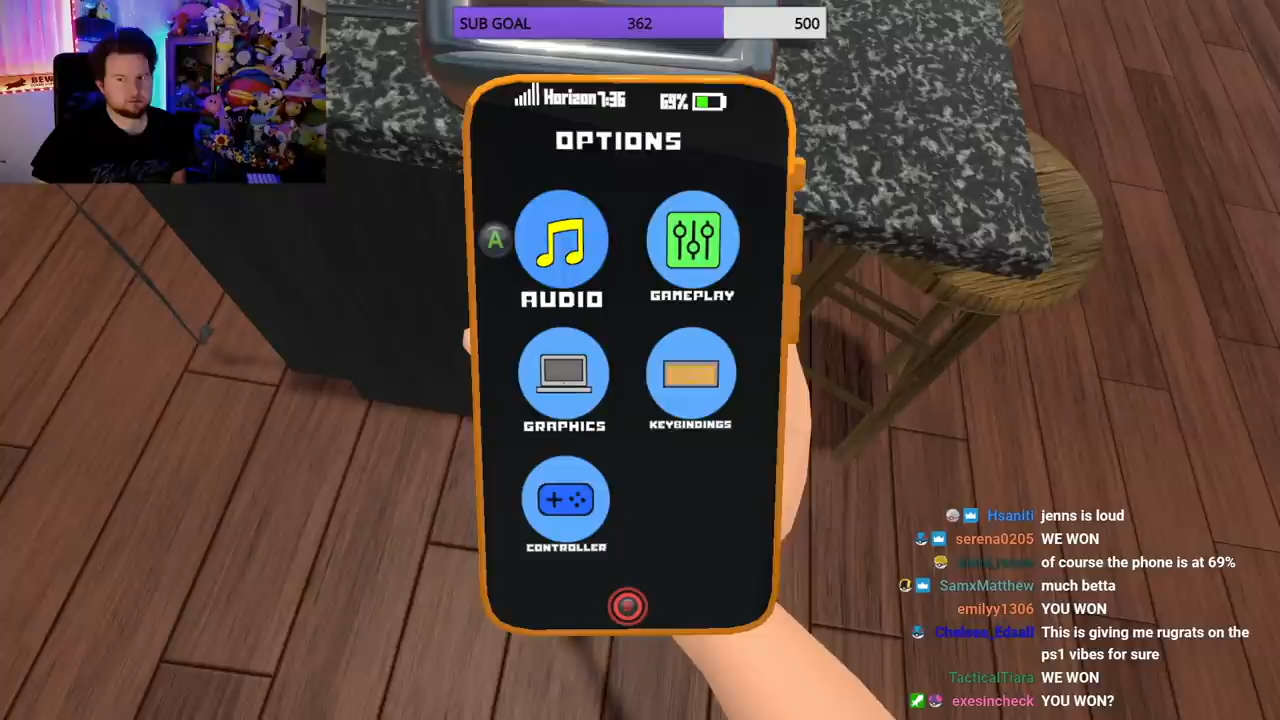 SUB GOAL 362 500
BEW
Horizon 7:36 69%
OPTIONS
A
AUDIO GAMEPLAY
GRAPHICS KEYBINDINGS
CONTROLLER
Hsaniti jenns is loud
serena0205 WE WON
of course the phone is at 69%
SamxMatthew much betta
emilyy1306 YOU WON
Chelsea_Edsall This is giving me rugrats on the
ps1 vibes for sure
TacticalTiara WE WON
exesincheck YOU WON?